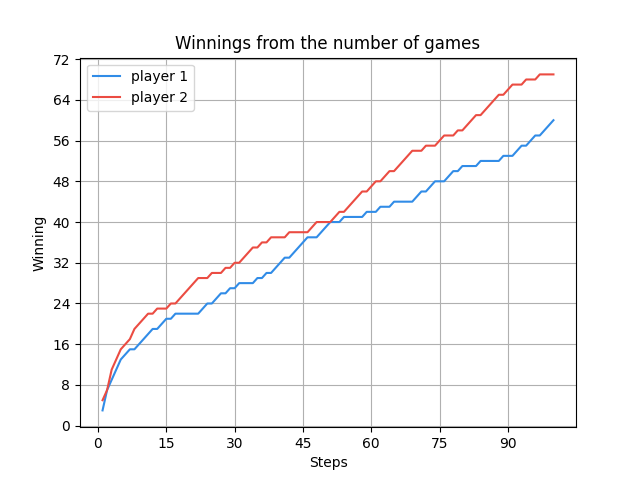 Winnings from the number of games
player 1
player 2
Winning
72
64
56
48
40
32
24
16
8
0
0 15 30 45 60 75 90
Steps